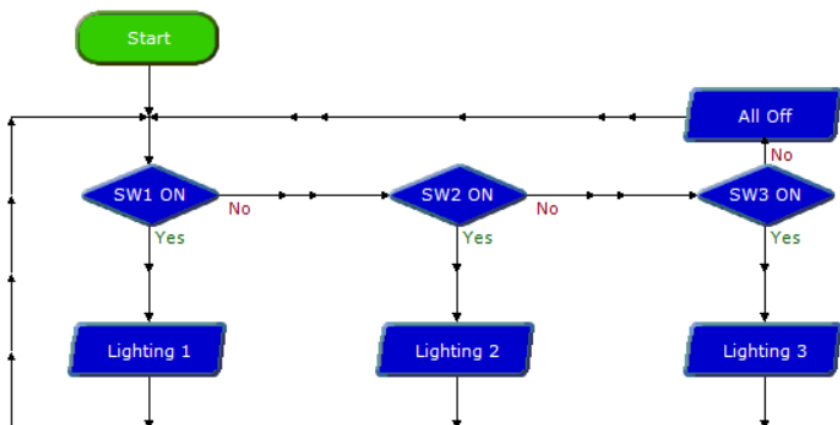 Start
All Off
No
SW1 ON
No
SW2 ON
No
SW3 ON
Yes
Yes
Yes
Lighting 1
Lighting 2
Lighting 3